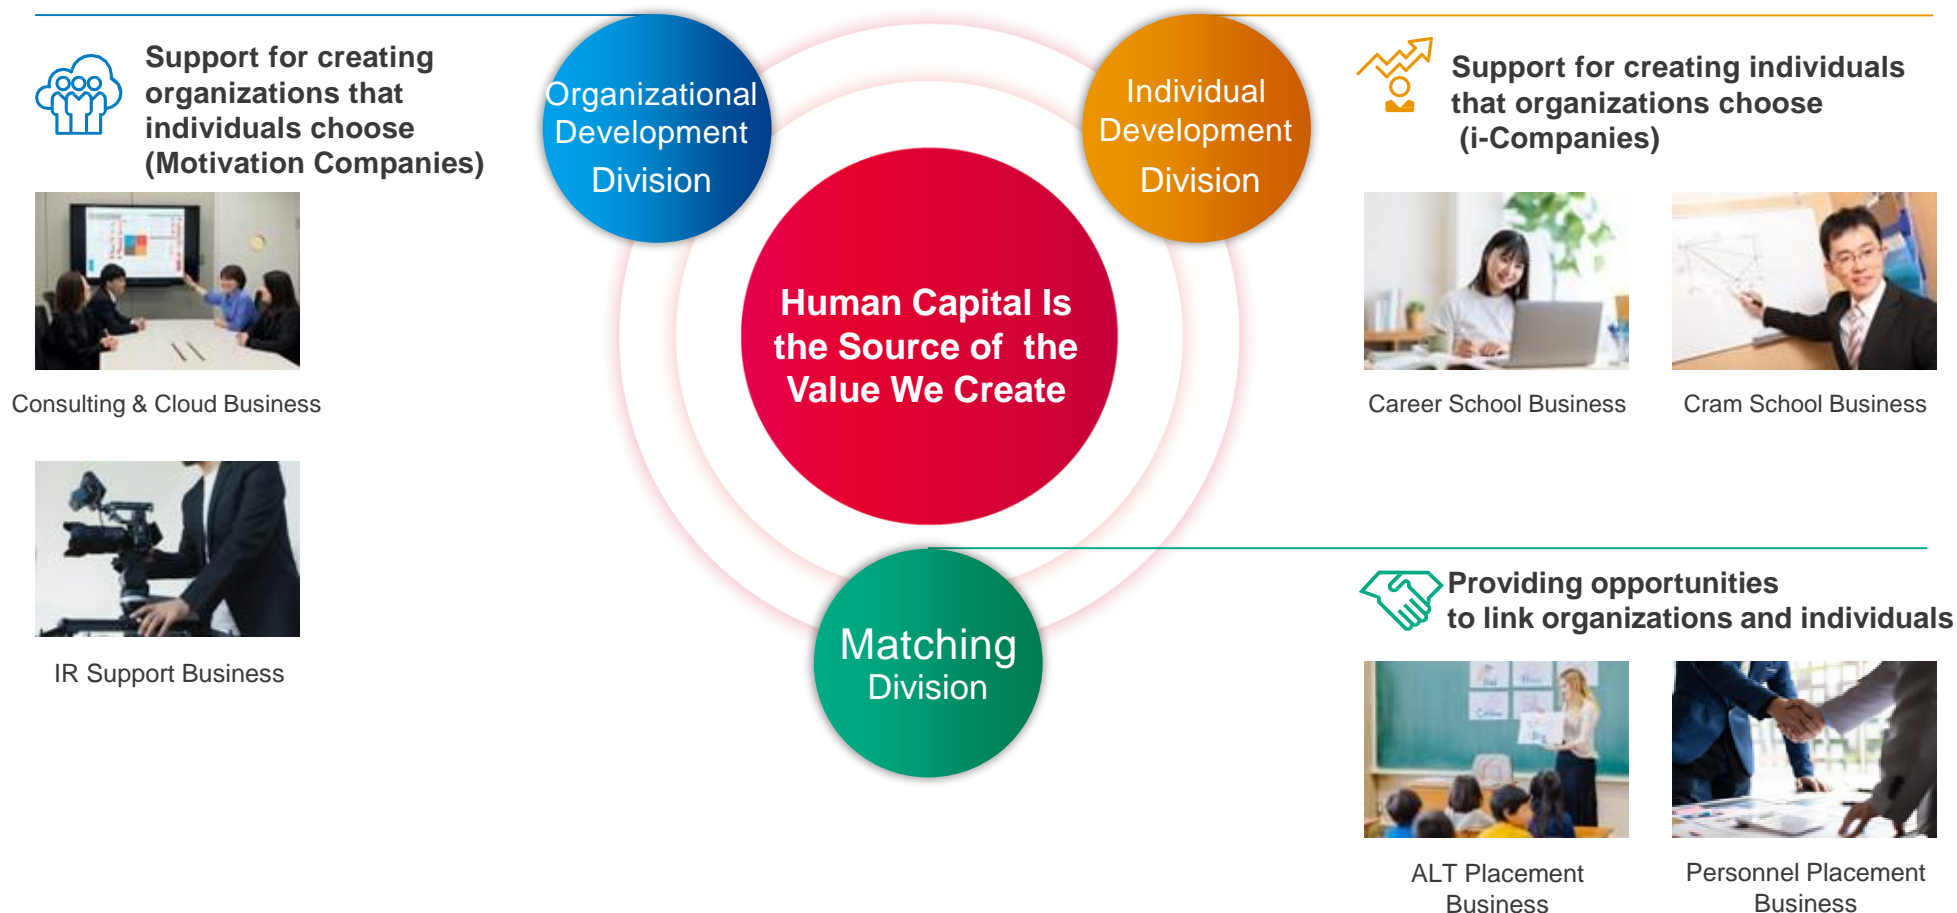 Support for creating
organizations that
individuals choose
(Motivation Companies)
Consulting & Cloud Business
IR Support Business
Organizational
Development
Division
Individual
Development
Division
Human Capital Is
the Source of the
Value We Create
Matching
Division
Support for creating individuals
that organizations choose
(i-Companies)
Career School Business
Cram School Business
Providing opportunities
to link organizations and individuals
ALT Placement
Business
Personnel Placement
Business